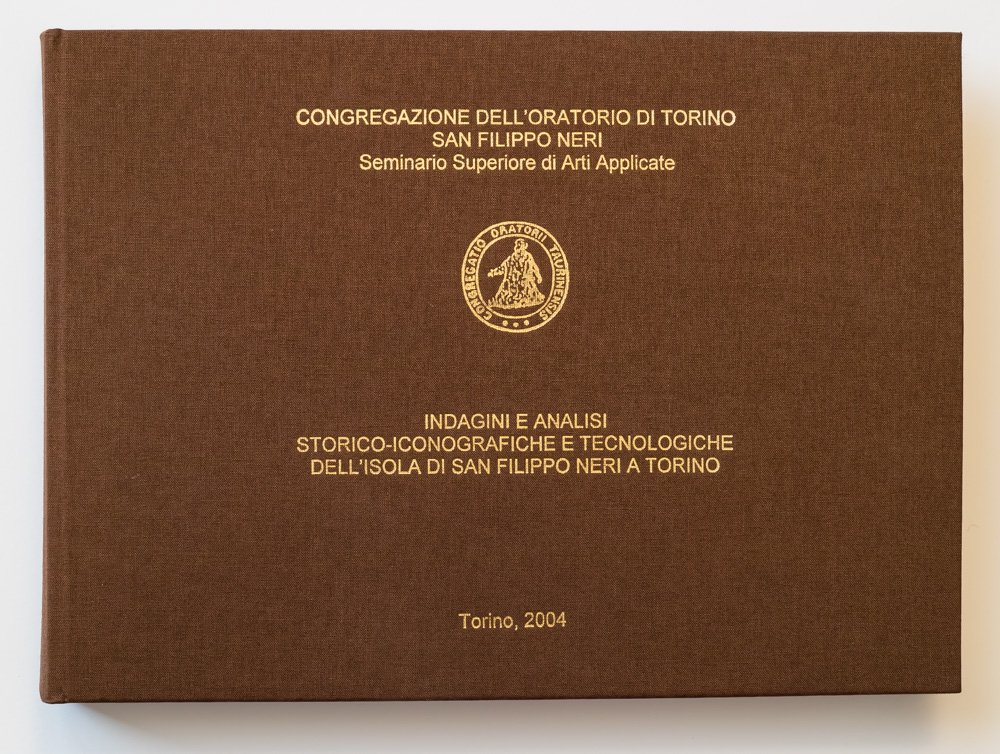 CONGREGAZIONE DELL'ORATORIO DI TORINO
SAN FILIPPO NERI
Seminario Superiore di Arti Applicate
CONGREGATIO ORATORII TAURINENSIS
INDAGINI E ANALISI
STORICO-ICONOGRAFICHE E TECNOLOGICHE
DELL'ISOLA DI SAN FILIPPO NERI A TORINO
Torino, 2004